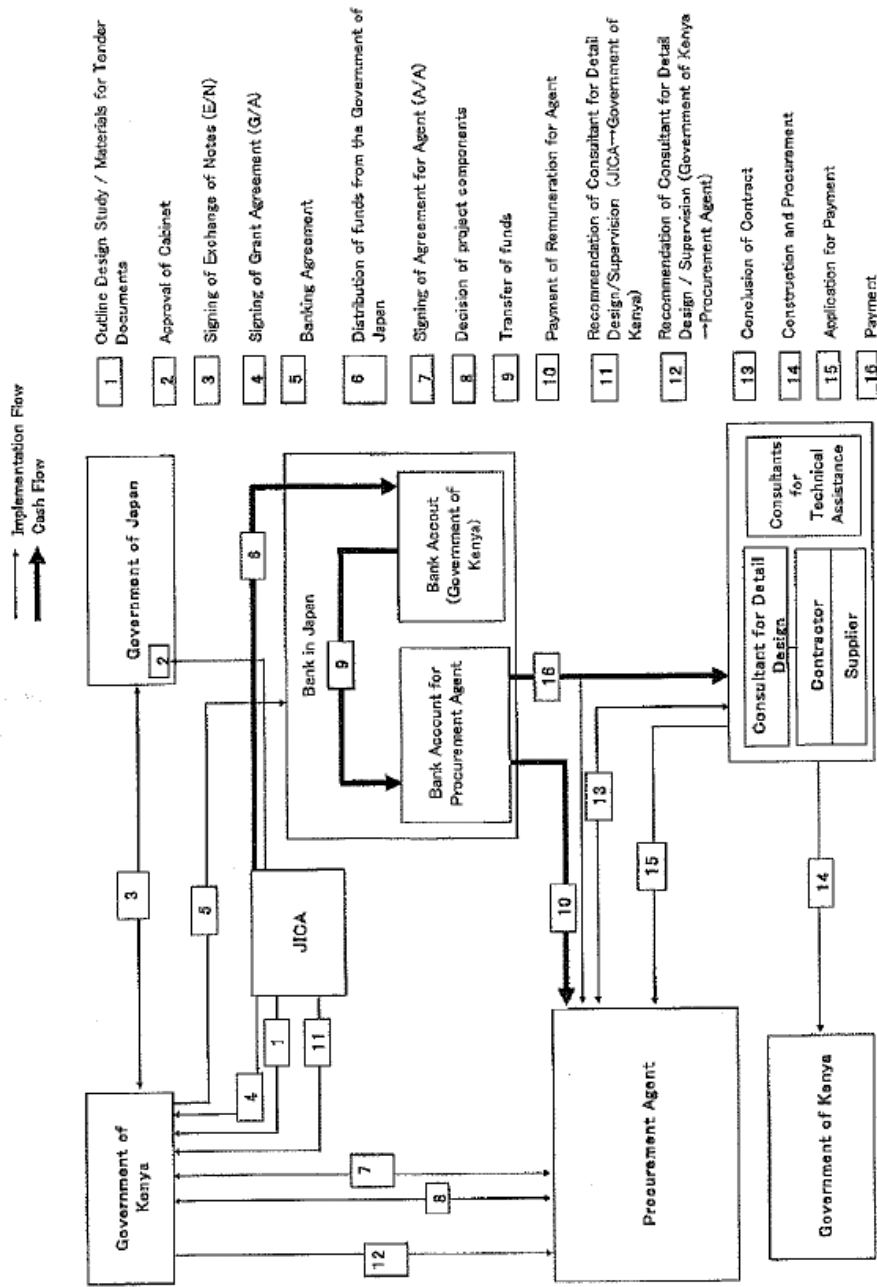 Implementation Flow
Cash Flow
Government of
Kenya
3
Government of Japan
2
5
4
1
11
JICA
6
Bank in Japan
9
Bank Account for
Procurement Agent
Bank Accout
(Government of
Kenya)
7
8
12
10
16
13
15
Procurement Agent
Consultant for Detail
Design
Contractor
Supplier
Consultants
for
Technical
Assistance
14
Government of Kenya
1
Outline Design Study / Materials for Tender
Documents
2
Approval of Cabinet
3
Signing of Exchange of Notes (E/N)
4
Signing of Grant Agreement (G/A)
5
Banking Agreement
6
Distribution of funds from the Government of
Japan
7
Signing of Agreement for Agent (A/A)
8
Decision of project components
9
Transfer of funds
10
Payment of Remuneration for Agent
11
Recommendation of Consultant for Detail
Design/Supervision (JICA→Government of
Kenya)
12
Recommendation of Consultant for Detail
Design / Supervision (Government of Kenya
→Procurement Agent)
13
Conclusion of Contract
14
Construction and Procurement
15
Application for Payment
16
Payment